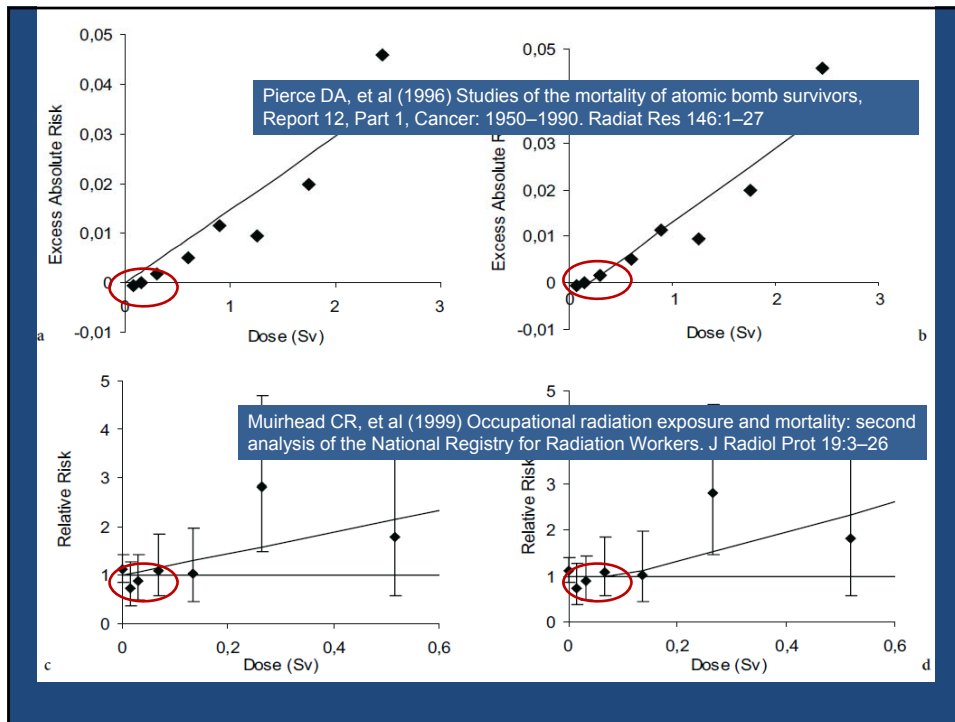 0,05
0,04
0,03
0,02
0,01
0
-0,01
0
1
2
3
Excess Absolute Risk
Dose (Sv)
a
0,05
0,03
0,02
0,01
0
-0,01
0
1
2
3
Excess Absolute
Dose (Sv)
b
Pierce DA, et al (1996) Studies of the mortality of atomic bomb survivors,
Report 12, Part 1, Cancer: 1950–1990. Radiat Res 146:1–27
5
4
3
2
1
0
0
0,2
0,4
0,6
Relative Risk
Dose (Sv)
c
Muirhead CR, et al (1999) Occupational radiation exposure and mortality: second
analysis of the National Registry for Radiation Workers. J Radiol Prot 19:3–26
3
2
1
0
0
0,2
0,4
0,6
Relative Risk
Dose (Sv)
d